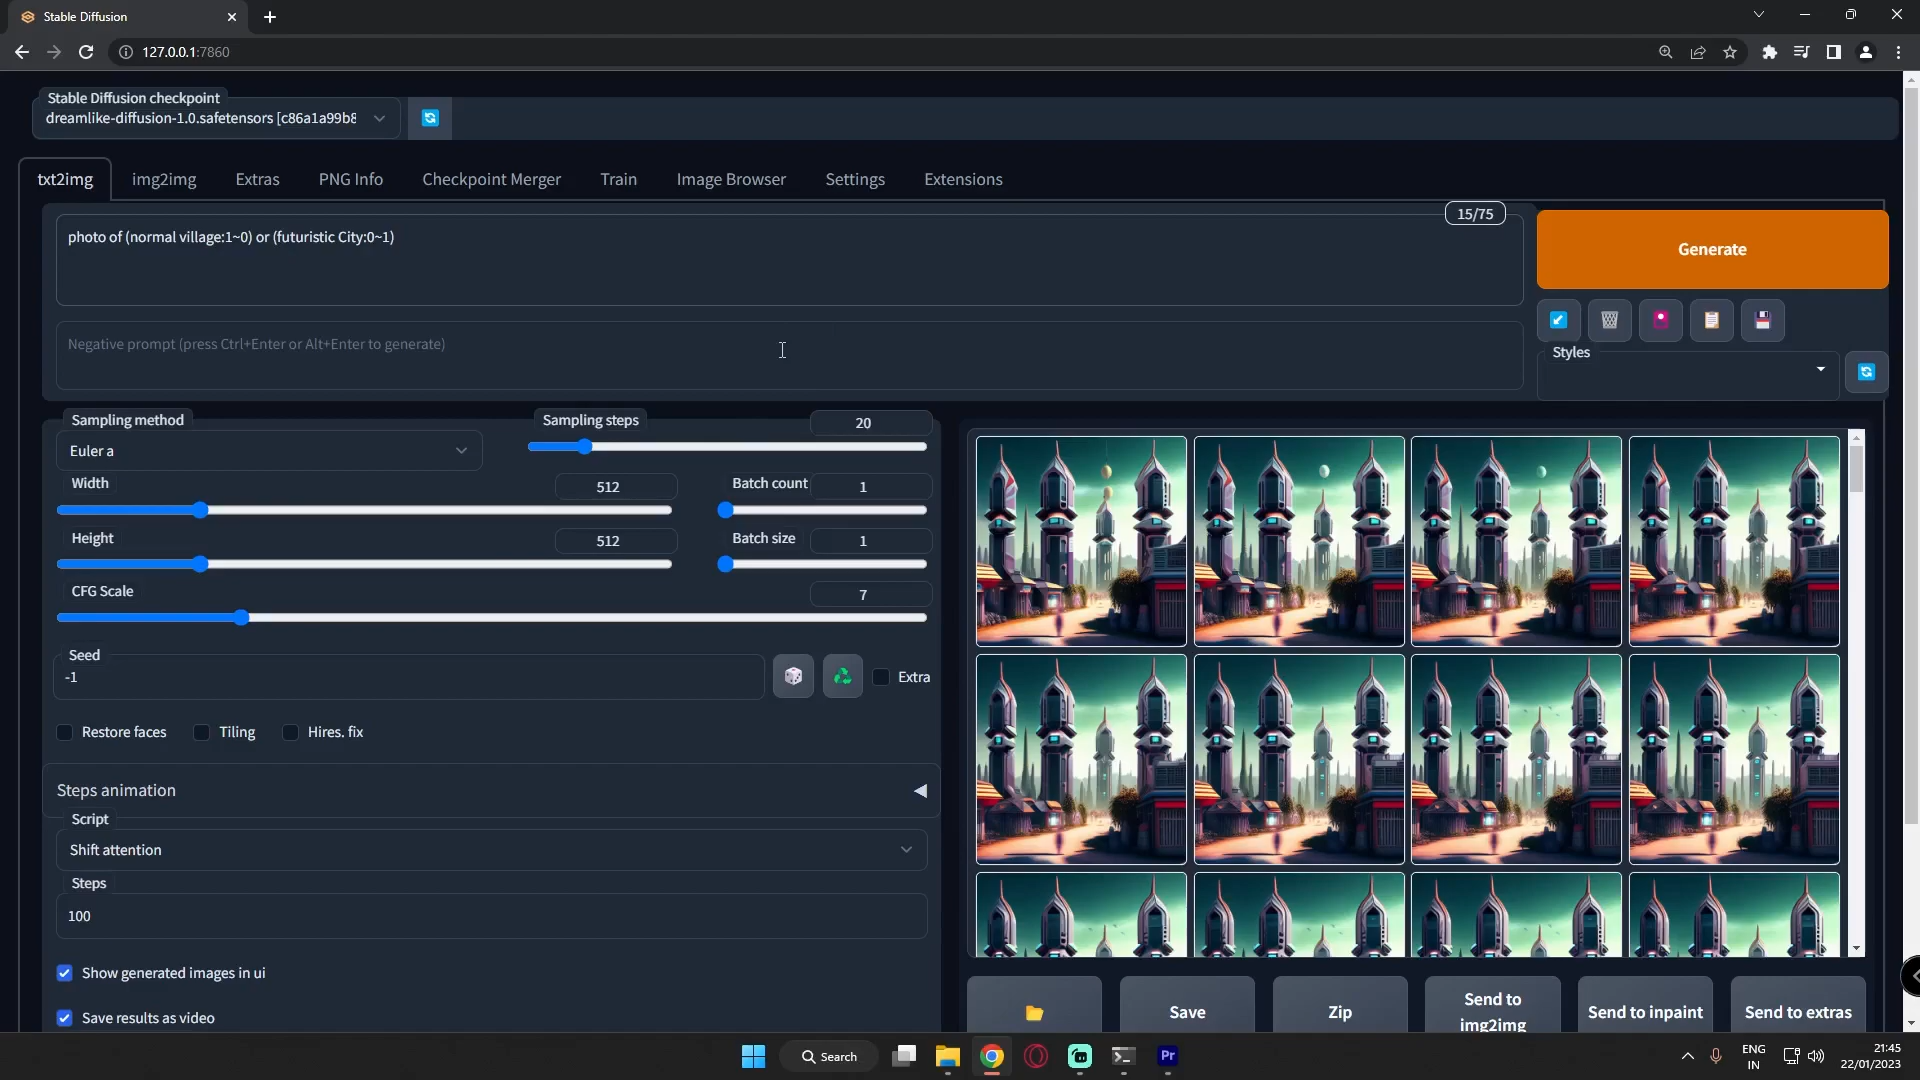 Stable Diffusion
127.0.0.1:7860
Stable Diffusion checkpoint
dreamlike-diffusion-1.0.safetensors [c86a1a99b8
txt2img img2img Extras PNG Info Checkpoint Merger Train Image Browser Settings Extensions
15/75
photo of (normal village:1~0) or (futuristic City:0~1)
Generate
Negative prompt (press Ctrl+Enter or Alt+Enter to generate)
Styles
Sampling method
Euler a
Sampling steps
20
Width
512
Batch count
1
Height
512
Batch size
1
CFG Scale
7
Seed
-1
Extra
Restore faces Tiling Hires. fix
Steps animation
Script
Shift attention
Steps
100
Show generated images in ui
Save results as video
Save
Zip
Send to
img2img
Send to inpaint
Send to extras
Search
Pr
ENG
IN
21:45
22/01/2023